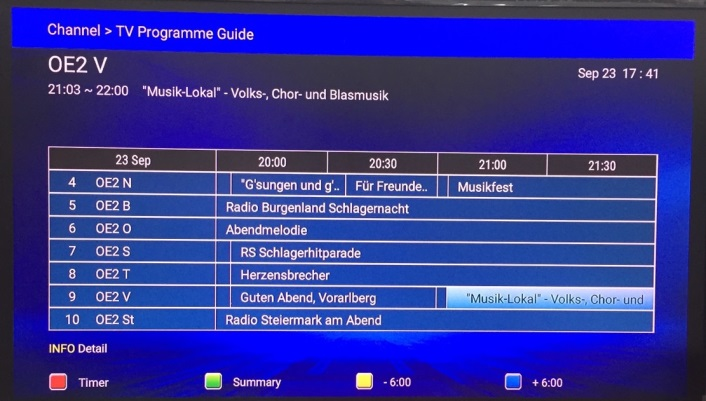 Channel > TV Programme Guide
OE2 V
Sep 23 17 : 41
21:03 ~ 22:00 "Musik-Lokal" - Volks-, Chor- und Blasmusik
23 Sep 20:00 20:30 21:00 21:30
4 OE2 N "G'sungen und g'.. Für Freunde.. Musikfest
5 OE2 B Radio Burgenland Schlagernacht
6 OE2 O Abendmelodie
7 OE2 S RS Schlagerhitparade
8 OE2 T Herzensbrecher
9 OE2 V Guten Abend, Vorarlberg "Musik-Lokal" - Volks-, Chor- und
10 OE2 St Radio Steiermark am Abend
INFO Detail
Timer Summary - 6:00 + 6:00